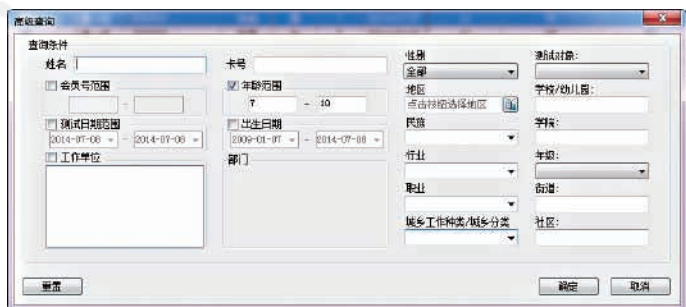 高级查询
查询条件
姓名 卡号 性别 测试对象:
全部
会员号范围 年龄范围 地区 学校/幼儿园:
- 7 - 10 点击按钮选择地区
测试日期范围 出生日期 民族 学院:
2014-07-08 - 2014-07-08 2009-01-07 - 2014-07-08
工作单位 部门 行业 年级:
职业 街道:
城乡工作种类/城乡分类 社区:
重置 确定 取消